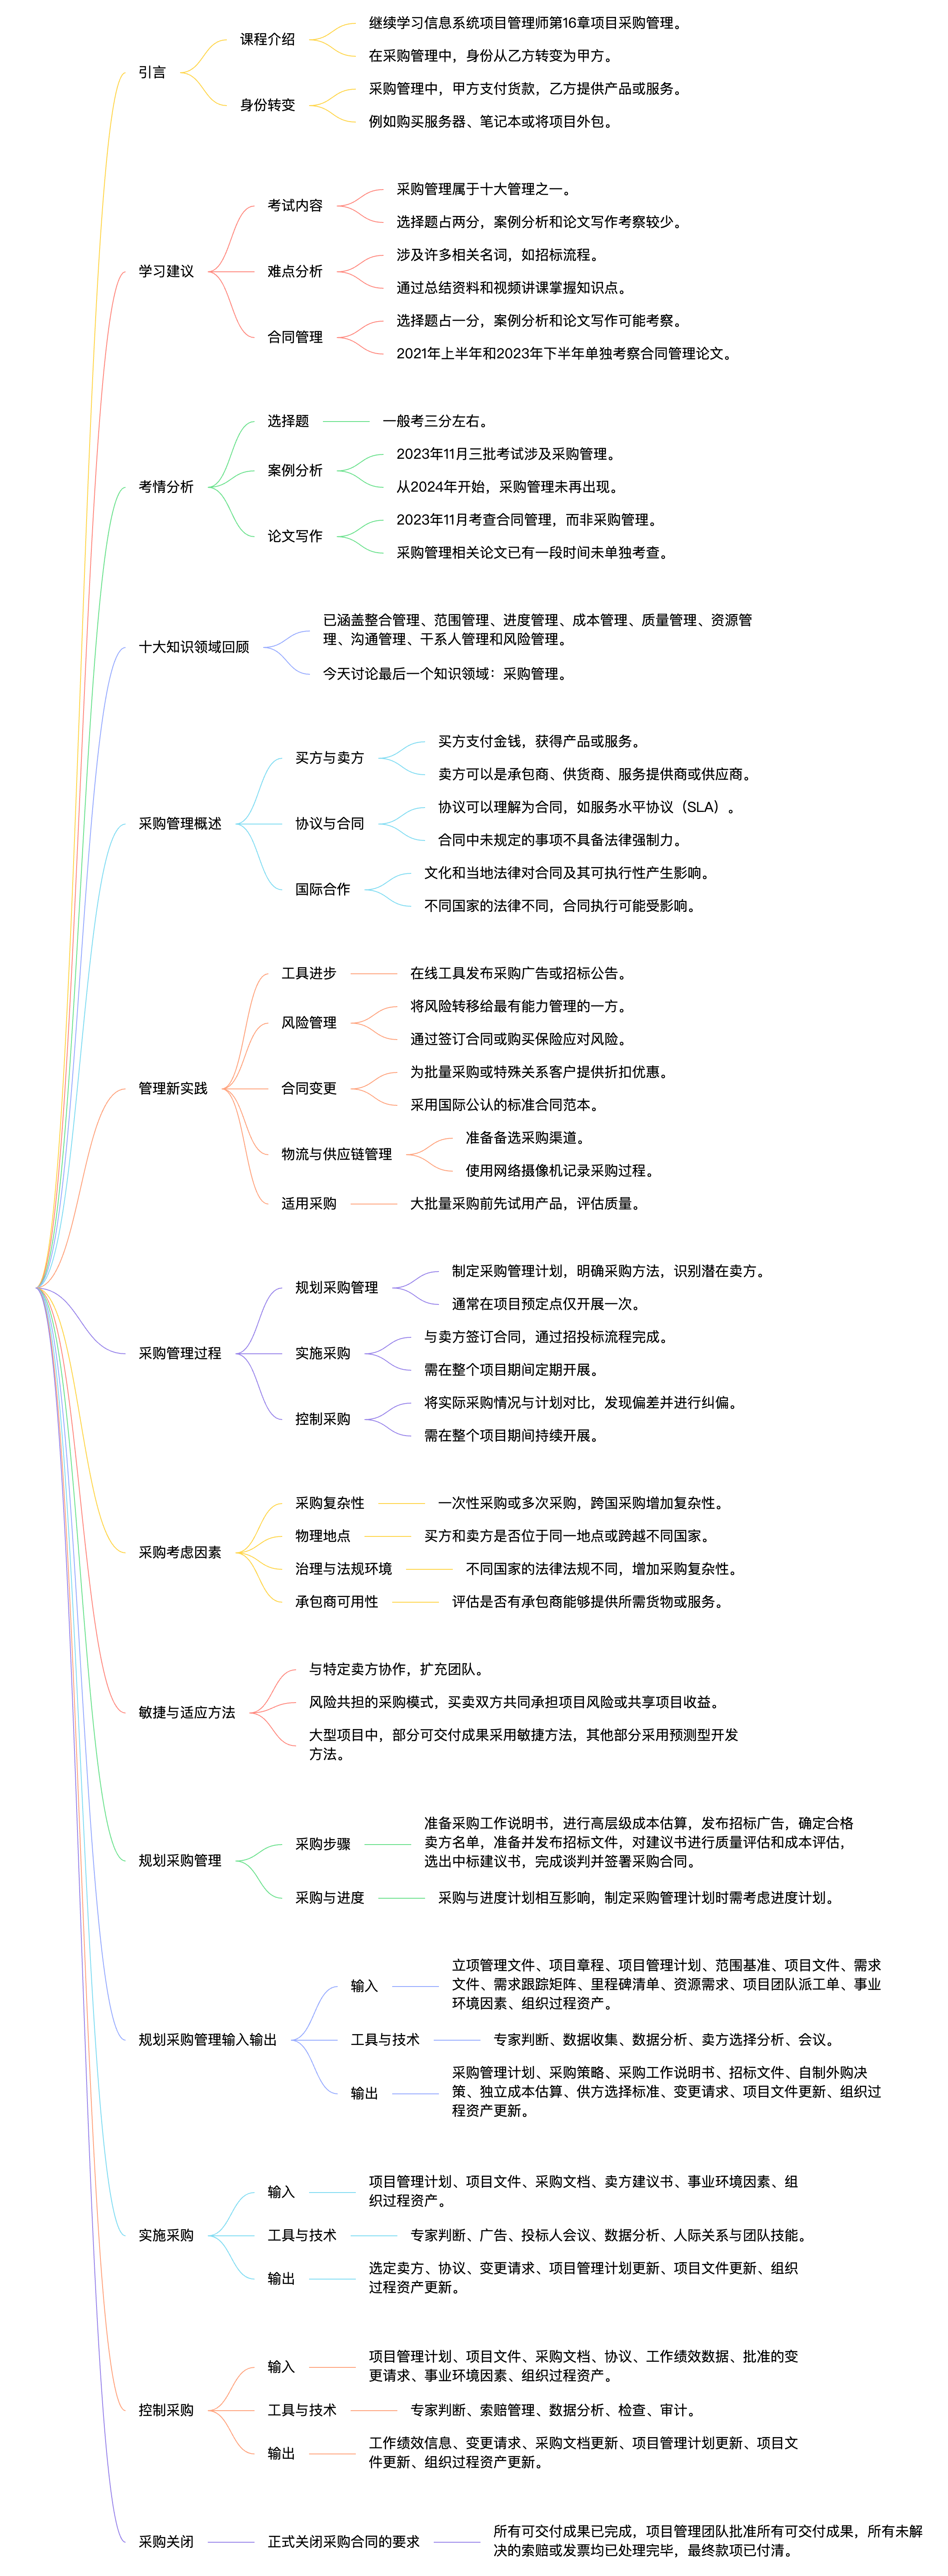 引言
课程介绍
继续学习信息系统项目管理师第16章项目采购管理。
在采购管理中，身份从乙方转变为甲方。
身份转变
采购管理中，甲方支付货款，乙方提供产品或服务。
例如购买服务器、笔记本或将项目外包。
学习建议
考试内容
采购管理属于十大管理之一。
选择题占两分，案例分析和论文写作考察较少。
难点分析
涉及许多相关名词，如招标流程。
通过总结资料和视频讲课掌握知识点。
合同管理
选择题占一分，案例分析和论文写作可能考察。
2021年上半年和2023年下半年单独考察合同管理论文。
考情分析
选择题
一般考三分左右。
案例分析
2023年11月三批考试涉及采购管理。
从2024年开始，采购管理未再出现。
论文写作
2023年11月考查合同管理，而非采购管理。
采购管理相关论文已有一段时间未单独考查。
十大知识领域回顾
已涵盖整合管理、范围管理、进度管理、成本管理、质量管理、资源管
理、沟通管理、干系人管理和风险管理。
今天讨论最后一个知识领域：采购管理。
采购管理概述
买方与卖方
买方支付金钱，获得产品或服务。
卖方可以是承包商、供货商、服务提供商或供应商。
协议与合同
协议可以理解为合同，如服务水平协议（SLA）。
合同中未规定的事项不具备法律强制力。
国际合作
文化和当地法律对合同及其可执行性产生影响。
不同国家的法律不同，合同执行可能受影响。
管理新实践
工具进步
在线工具发布采购广告或招标公告。
风险管理
将风险转移给最有能力管理的一方。
通过签订合同或购买保险应对风险。
合同变更
为批量采购或特殊关系客户提供折扣优惠。
采用国际公认的标准合同范本。
物流与供应链管理
准备备选采购渠道。
使用网络摄像机记录采购过程。
适用采购
大批量采购前先试用产品，评估质量。
采购管理过程
规划采购管理
制定采购管理计划，明确采购方法，识别潜在卖方。
通常在项目预定点仅开展一次。
实施采购
与卖方签订合同，通过招投标流程完成。
需在整个项目期间定期开展。
控制采购
将实际采购情况与计划对比，发现偏差并进行纠偏。
需在整个项目期间持续开展。
采购考虑因素
采购复杂性
一次性采购或多次采购，跨国采购增加复杂性。
物理地点
买方和卖方是否位于同一地点或跨越不同国家。
治理与法规环境
不同国家的法律法规不同，增加采购复杂性。
承包商可用性
评估是否有承包商能够提供所需货物或服务。
敏捷与适应方法
与特定卖方协作，扩充团队。
风险共担的采购模式，买卖双方共同承担项目风险或共享项目收益。
大型项目中，部分可交付成果采用敏捷方法，其他部分采用预测型开发
方法。
规划采购管理
采购步骤
准备采购工作说明书，进行高层级成本估算，发布招标广告，确定合格
卖方名单，准备并发布招标文件，对建议书进行质量评估和成本评估，
选出中标建议书，完成谈判并签署采购合同。
采购与进度
采购与进度计划相互影响，制定采购管理计划时需考虑进度计划。
规划采购管理输入输出
输入
立项管理文件、项目章程、项目管理计划、范围基准、项目文件、需求
文件、需求跟踪矩阵、里程碑清单、资源需求、项目团队派工单、事业
环境因素、组织过程资产。
工具与技术
专家判断、数据收集、数据分析、卖方选择分析、会议。
输出
采购管理计划、采购策略、采购工作说明书、招标文件、自制外购决
策、独立成本估算、供方选择标准、变更请求、项目文件更新、组织过
程资产更新。
实施采购
输入
项目管理计划、项目文件、采购文档、卖方建议书、事业环境因素、组
织过程资产。
工具与技术
专家判断、广告、投标人会议、数据分析、人际关系与团队技能。
输出
选定卖方、协议、变更请求、项目管理计划更新、项目文件更新、组织
过程资产更新。
控制采购
输入
项目管理计划、项目文件、采购文档、协议、工作绩效数据、批准的变
更请求、事业环境因素、组织过程资产。
工具与技术
专家判断、索赔管理、数据分析、检查、审计。
输出
工作绩效信息、变更请求、采购文档更新、项目管理计划更新、项目文
件更新、组织过程资产更新。
采购关闭
正式关闭采购合同的要求
所有可交付成果已完成，项目管理团队批准所有可交付成果，所有未解
决的索赔或发票均已处理完毕，最终款项已付清。